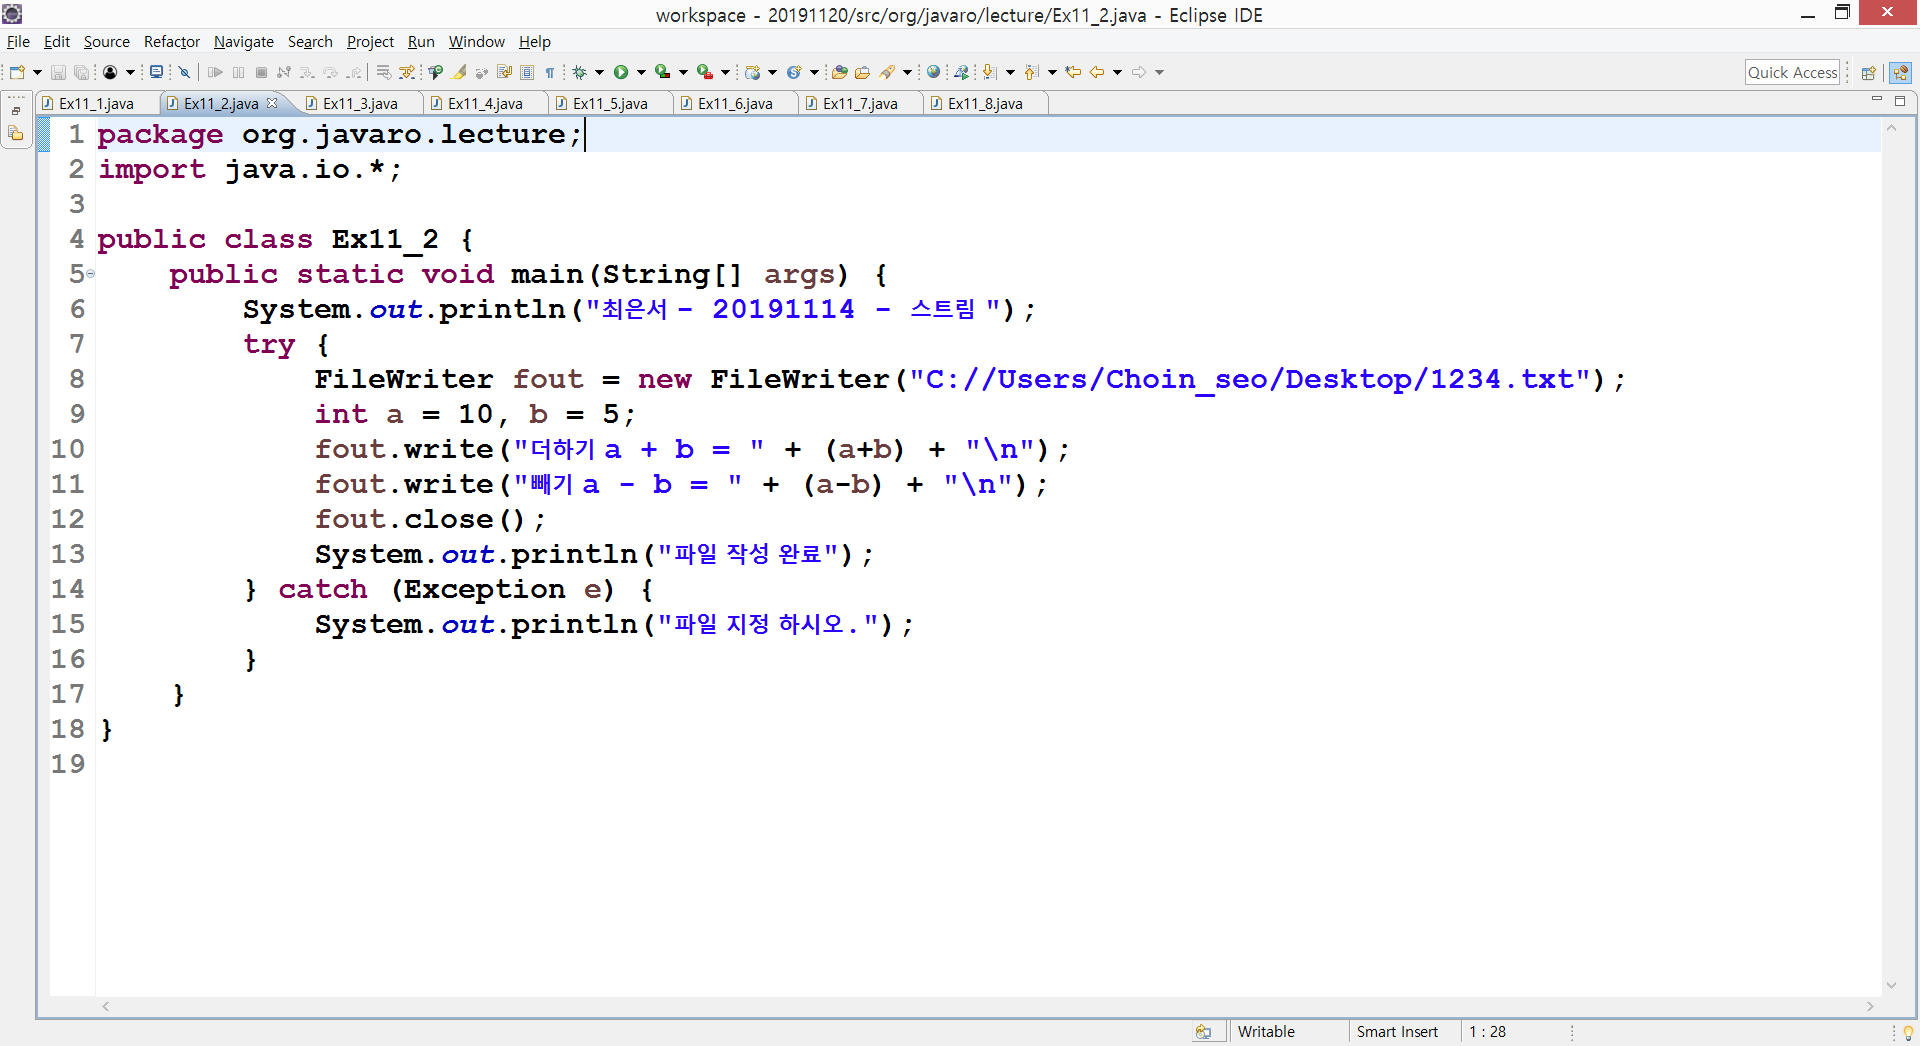 workspace - 20191120/src/org/javaro/lecture/Ex11_2.java - Eclipse IDE
File Edit Source Refactor Navigate Search Project Run Window Help
Quick Access
Ex11_1.java Ex11_2.java Ex11_3.java Ex11_4.java Ex11_5.java Ex11_6.java Ex11_7.java Ex11_8.java
1 package org.javaro.lecture;
2 import java.io.*;
3
4 public class Ex11_2 {
5 public static void main(String[] args) {
6 System.out.println("최은서 - 20191114 - 스트림 ");
7 try {
8 FileWriter fout = new FileWriter("C://Users/Choin_seo/Desktop/1234.txt");
9 int a = 10, b = 5;
10 fout.write("더하기 a + b = " + (a+b) + "\n");
11 fout.write("빼기 a - b = " + (a-b) + "\n");
12 fout.close();
13 System.out.println("파일 작성 완료");
14 } catch (Exception e) {
15 System.out.println("파일 지정 하시오.");
16 }
17 }
18 }
19
Writable Smart Insert 1 : 28